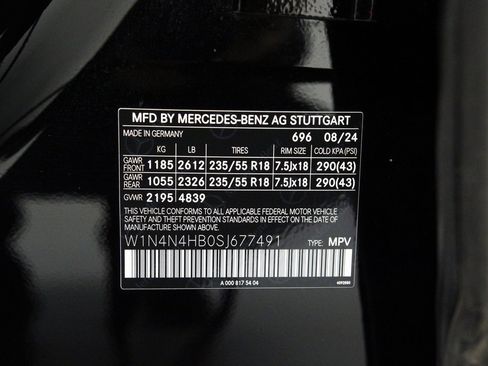 MFD BY MERCEDES-BENZ AG STUTTGART
MADE IN GERMANY 696 08/24
KG LB TIRES RIM SIZE COLD KPA (PSI)
GAWR FRONT 1185 2612 235/55 R18 7.5Jx18 290(43)
GAWR REAR 1055 2326 235/55 R18 7.5Jx18 290(43)
GVWR 2195 4839
THIS VEHICLE CONFORMS TO ALL APPLICABLE FEDERAL MOTOR VEHICLE
SAFETY AND THEFT PREVENTION STANDARDS IN EFFECT ON THE DATE OF
MANUFACTURE SHOWN ABOVE.
W1N4N4HB0SJ677491 TYPE: MPV
A 000 817 54 04